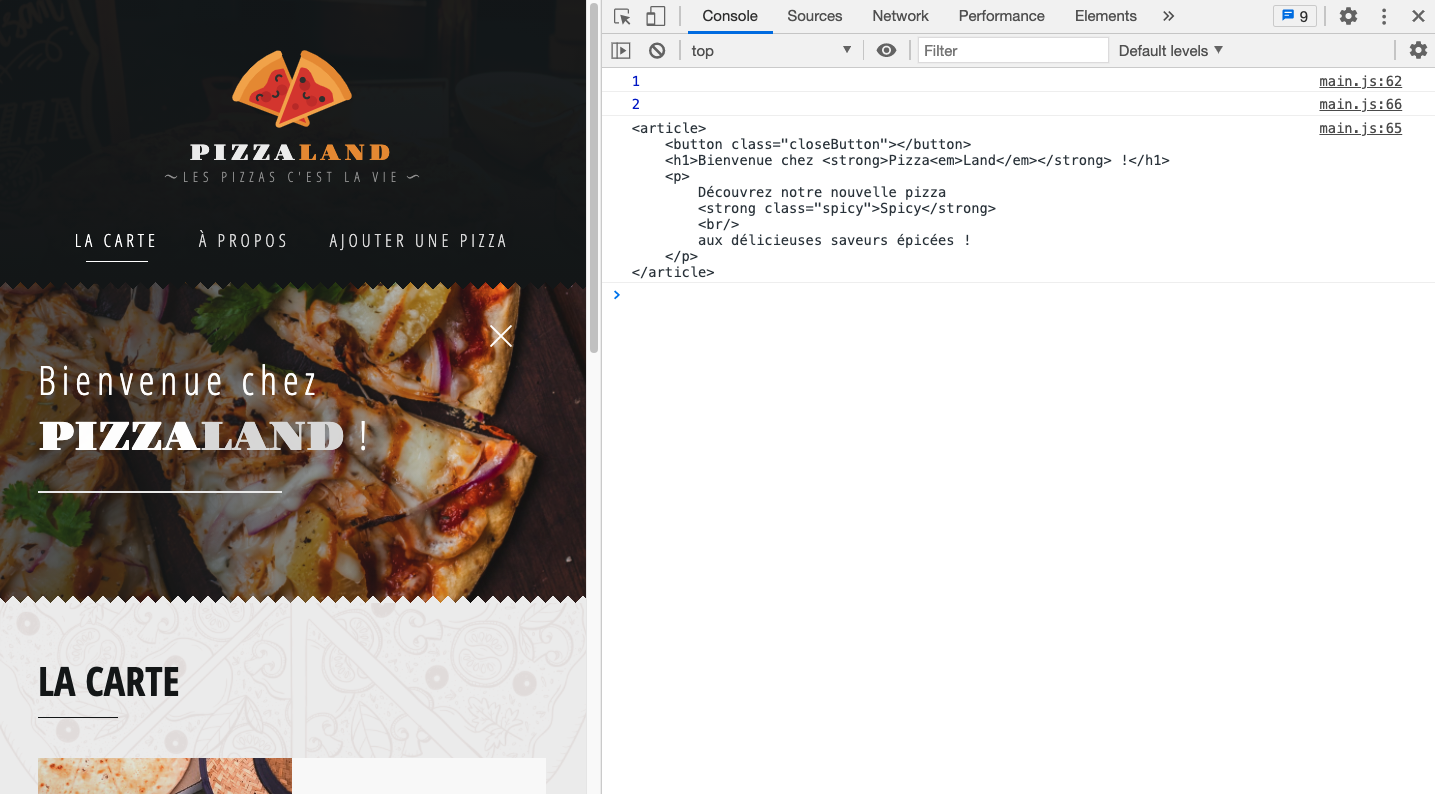 PIZZALAND
～LES PIZZAS C'EST LA VIE～
LA CARTE
À PROPOS
AJOUTER UNE PIZZA
Bienvenue chez
PIZZALAND !
LA CARTE
Console Sources Network Performance Elements » 9
top ▼ Filter Default levels ▼
1 main.js:62
2 main.js:66
<article> main.js:65
    <button class="closeButton"></button>
    <h1>Bienvenue chez <strong>Pizza<em>Land</em></strong> !</h1>
    <p>
        Découvrez notre nouvelle pizza
        <strong class="spicy">Spicy</strong>
        <br/>
        aux délicieuses saveurs épicées !
    </p>
</article>